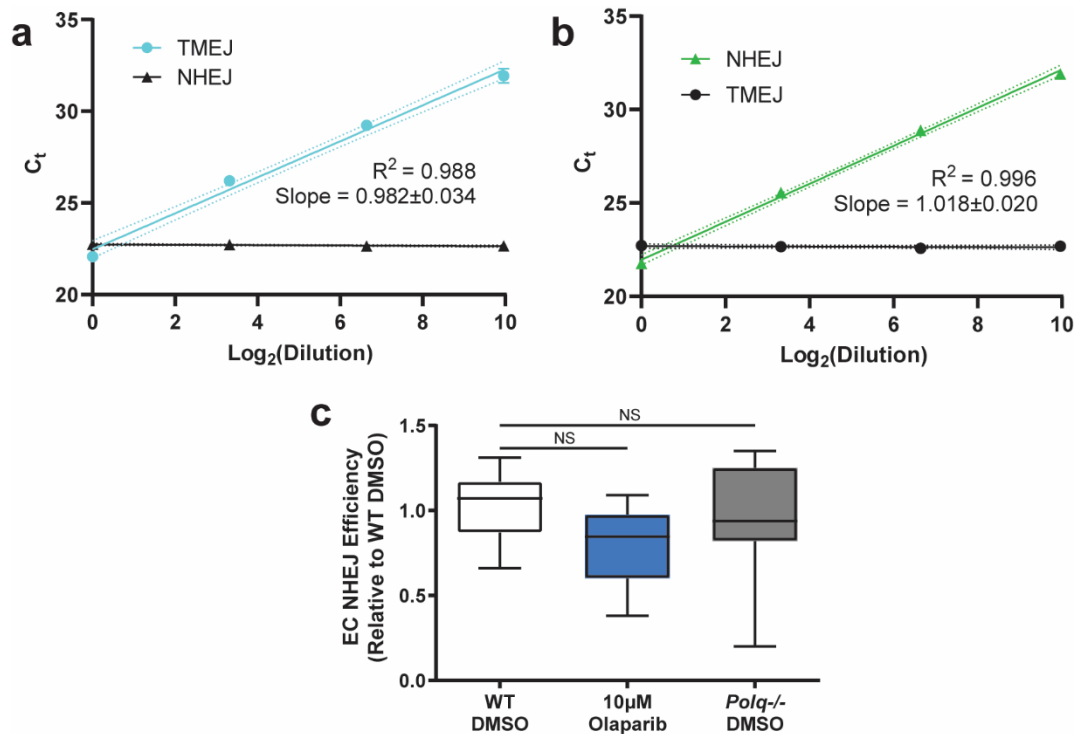 a
35
30
25
20
C_t
TMEJ
NHEJ
R² = 0.988
Slope = 0.982±0.034
0 2 4 6 8 10
Log₂(Dilution)
b
35
30
25
20
C_t
NHEJ
TMEJ
R² = 0.996
Slope = 1.018±0.020
0 2 4 6 8 10
Log₂(Dilution)
c
EC NHEJ Efficiency
(Relative to WT DMSO)
1.5
1.0
0.5
0.0
NS
NS
WT
DMSO
10µM
Olaparib
Polq-/-
DMSO